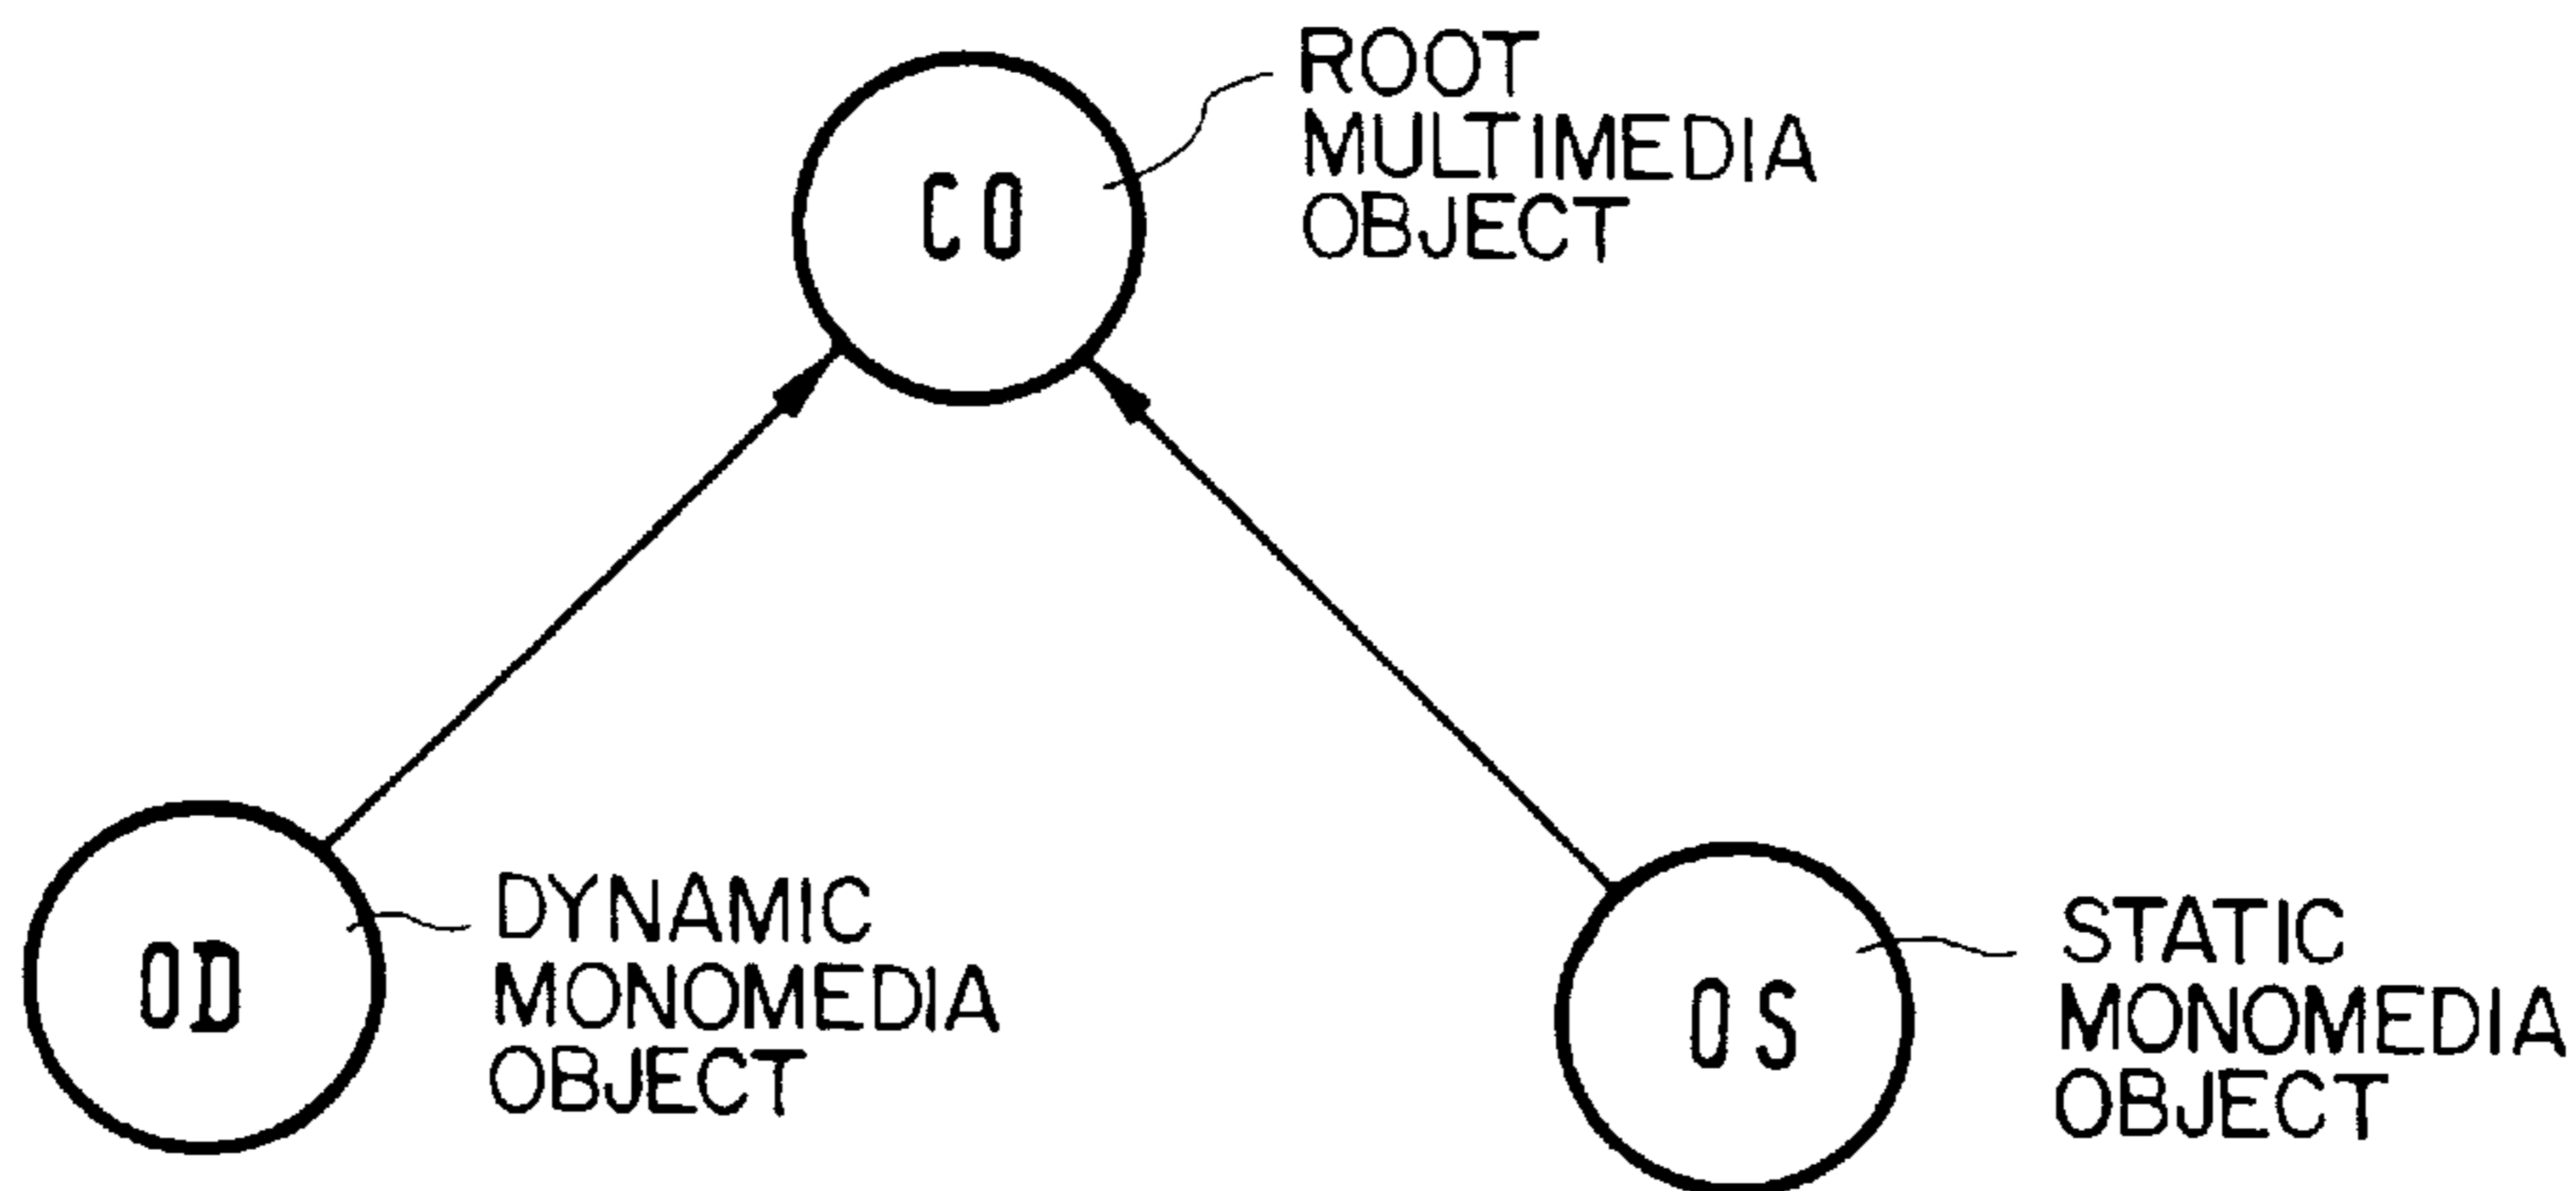 CO
ROOT
MULTIMEDIA
OBJECT
OD
DYNAMIC
MONOMEDIA
OBJECT
OS
STATIC
MONOMEDIA
OBJECT